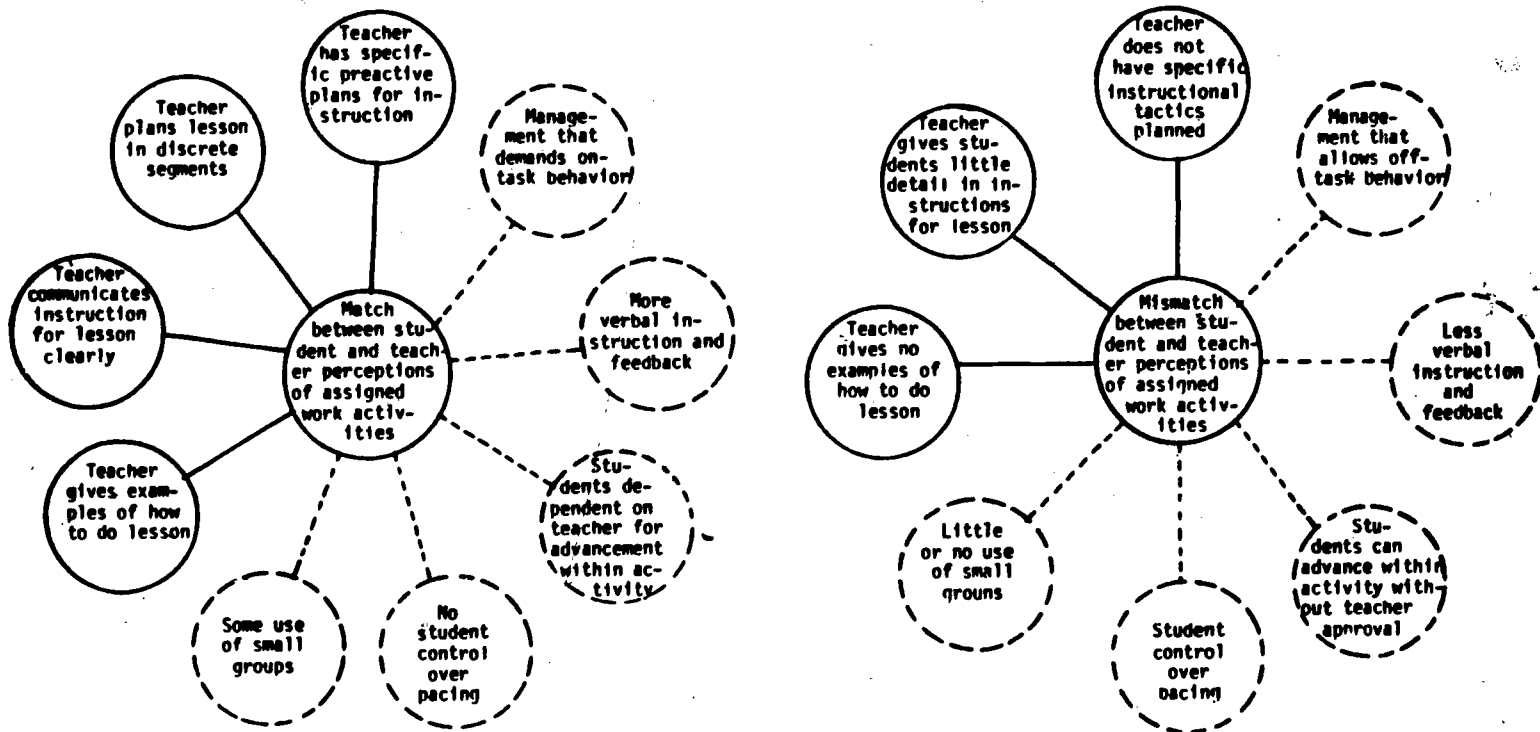 Teacher
has specif-
ic preactive
plans for in-
struction
Teacher
plans lesson
in discrete
segments
Manage-
ment that
demands on-
task behavior
Teacher
communicates
instruction
for lesson
clearly
Match
between stu-
dent and teach-
er perceptions
of assigned
work activ-
ities
More
verbal in-
struction and
feedback
Teacher
gives exam-
ples of how
to do lesson
Stu-
dents de-
pendent on
teacher for
advancement
within ac-
tivity
Some use
of small
groups
No
student
control
over
pacing
Teacher
does not
have specific
instructional
tactics
planned
Teacher
gives stu-
dents little
detail in in-
structions
for lesson
Manage-
ment that
allows off-
task behavior
Teacher
gives no
examples of
how to do
lesson
Mismatch
between stu-
dent and teach-
er perceptions
of assigned
work activ-
ities
Less
verbal
instruction
and
feedback
Little
or no use
of small
groups
Student
control
over
pacing
Stu-
dents can
advance within
activity with-
out teacher
approval